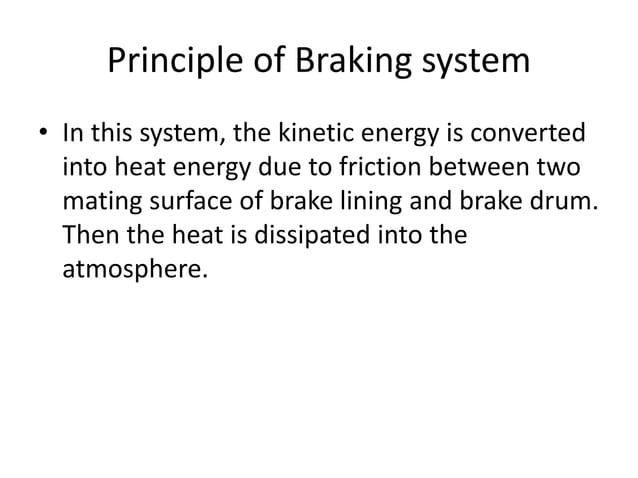 Principle of Braking system
• In this system, the kinetic energy is converted
into heat energy due to friction between two
mating surface of brake lining and brake drum.
Then the heat is dissipated into the
atmosphere.